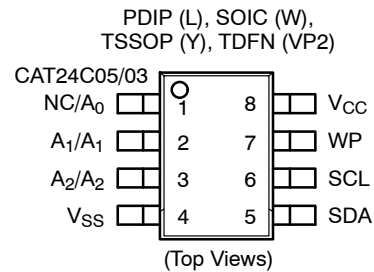 PDIP (L), SOIC (W),
TSSOP (Y), TDFN (VP2)
CAT24C05/03
NC/A0 1 8 VCC
A1/A1 2 7 WP
A2/A2 3 6 SCL
VSS 4 5 SDA
(Top Views)